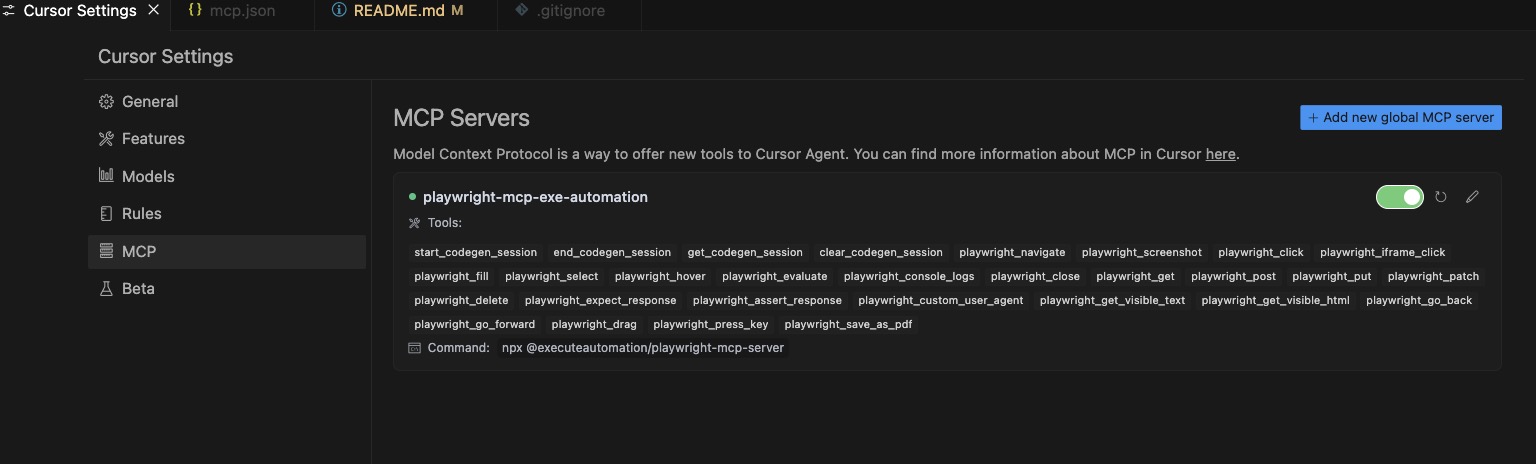 Cursor Settings
mcp.json
README.md M
.gitignore
Cursor Settings
General
Features
Models
Rules
MCP
Beta
MCP Servers
+ Add new global MCP server
Model Context Protocol is a way to offer new tools to Cursor Agent. You can find more information about MCP in Cursor here.
playwright-mcp-exe-automation
Tools:
start_codegen_session end_codegen_session get_codegen_session clear_codegen_session playwright_navigate playwright_screenshot playwright_click playwright_iframe_click
playwright_fill playwright_select playwright_hover playwright_evaluate playwright_console_logs playwright_close playwright_get playwright_post playwright_put playwright_patch
playwright_delete playwright_expect_response playwright_assert_response playwright_custom_user_agent playwright_get_visible_text playwright_get_visible_html playwright_go_back
playwright_go_forward playwright_drag playwright_press_key playwright_save_as_pdf
Command: npx @executeautomation/playwright-mcp-server